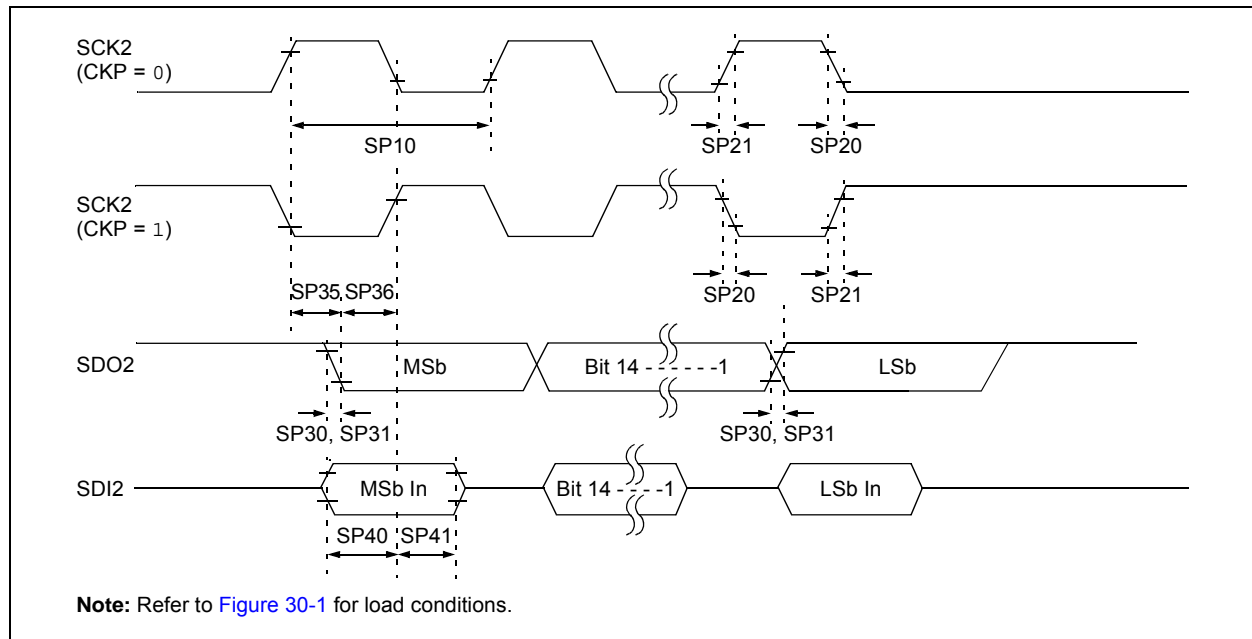 SCK2
(CKP = 0)
SP10
SP21
SP20
SCK2
(CKP = 1)
SP20
SP21
SP35
SP36
SDO2
MSb
Bit 14 - - - - - -1
LSb
SP30, SP31
SP30, SP31
SDI2
MSb In
Bit 14 - - - -1
LSb In
SP40
SP41
Note: Refer to Figure 30-1 for load conditions.